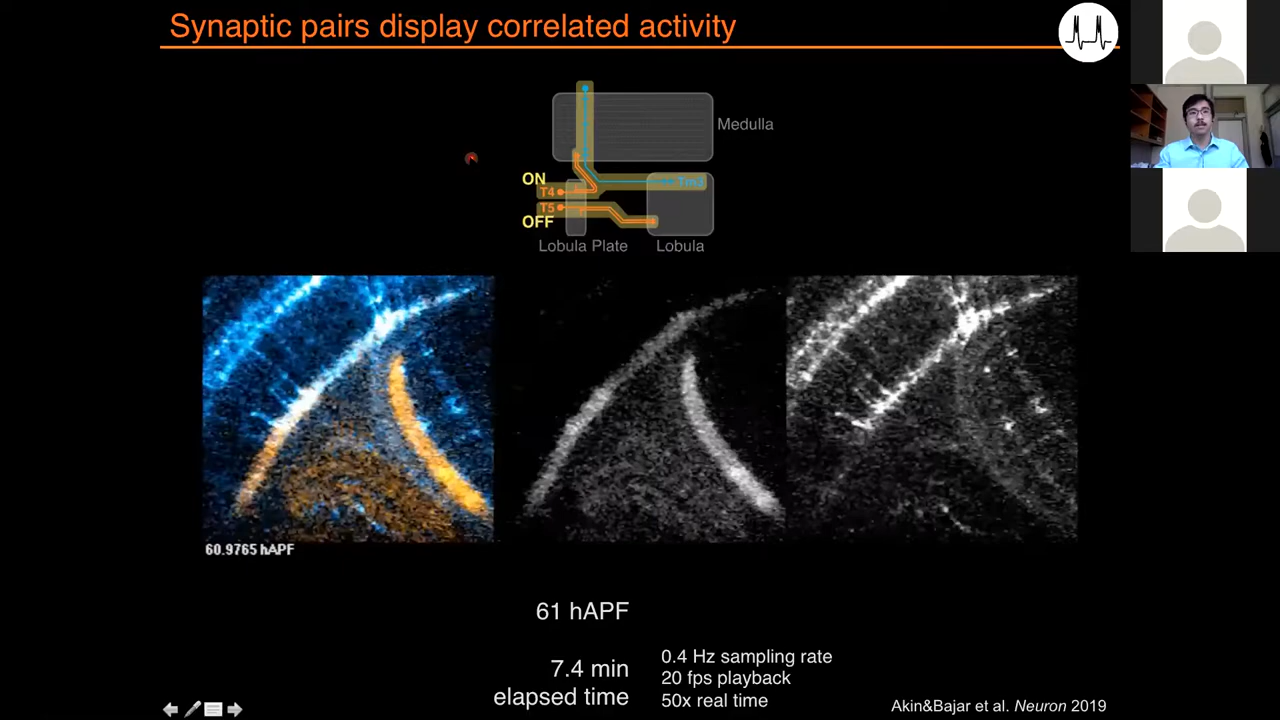 Synaptic pairs display correlated activity
Medulla
ON
T4
Tm3
T5
OFF
Lobula Plate
Lobula
60.9765 hAPF
61 hAPF
7.4 min
elapsed time
0.4 Hz sampling rate
20 fps playback
50x real time
Akin&Bajar et al. Neuron 2019